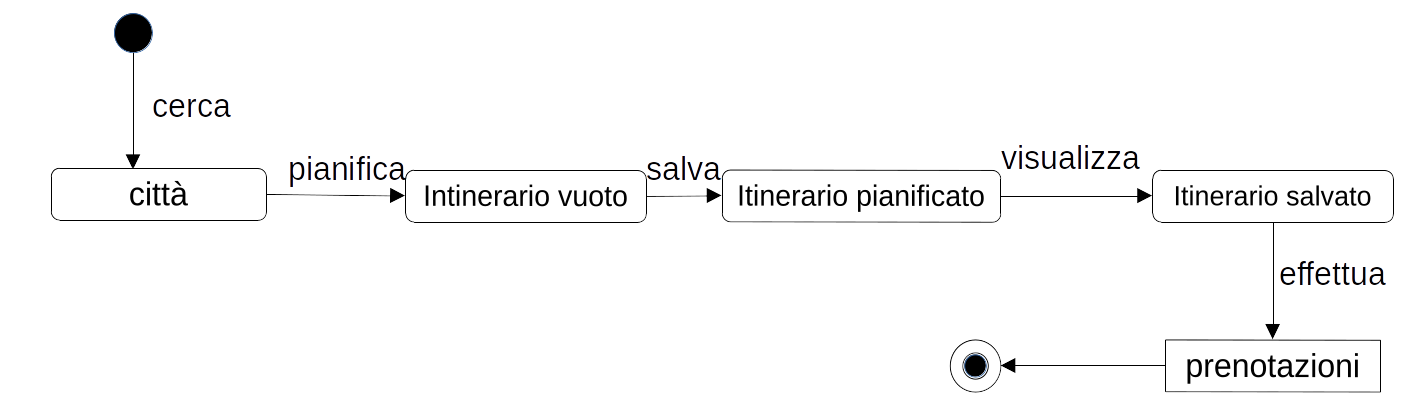 cerca
città
pianifica
Intinerario vuoto
salva
Itinerario pianificato
visualizza
Itinerario salvato
effettua
prenotazioni